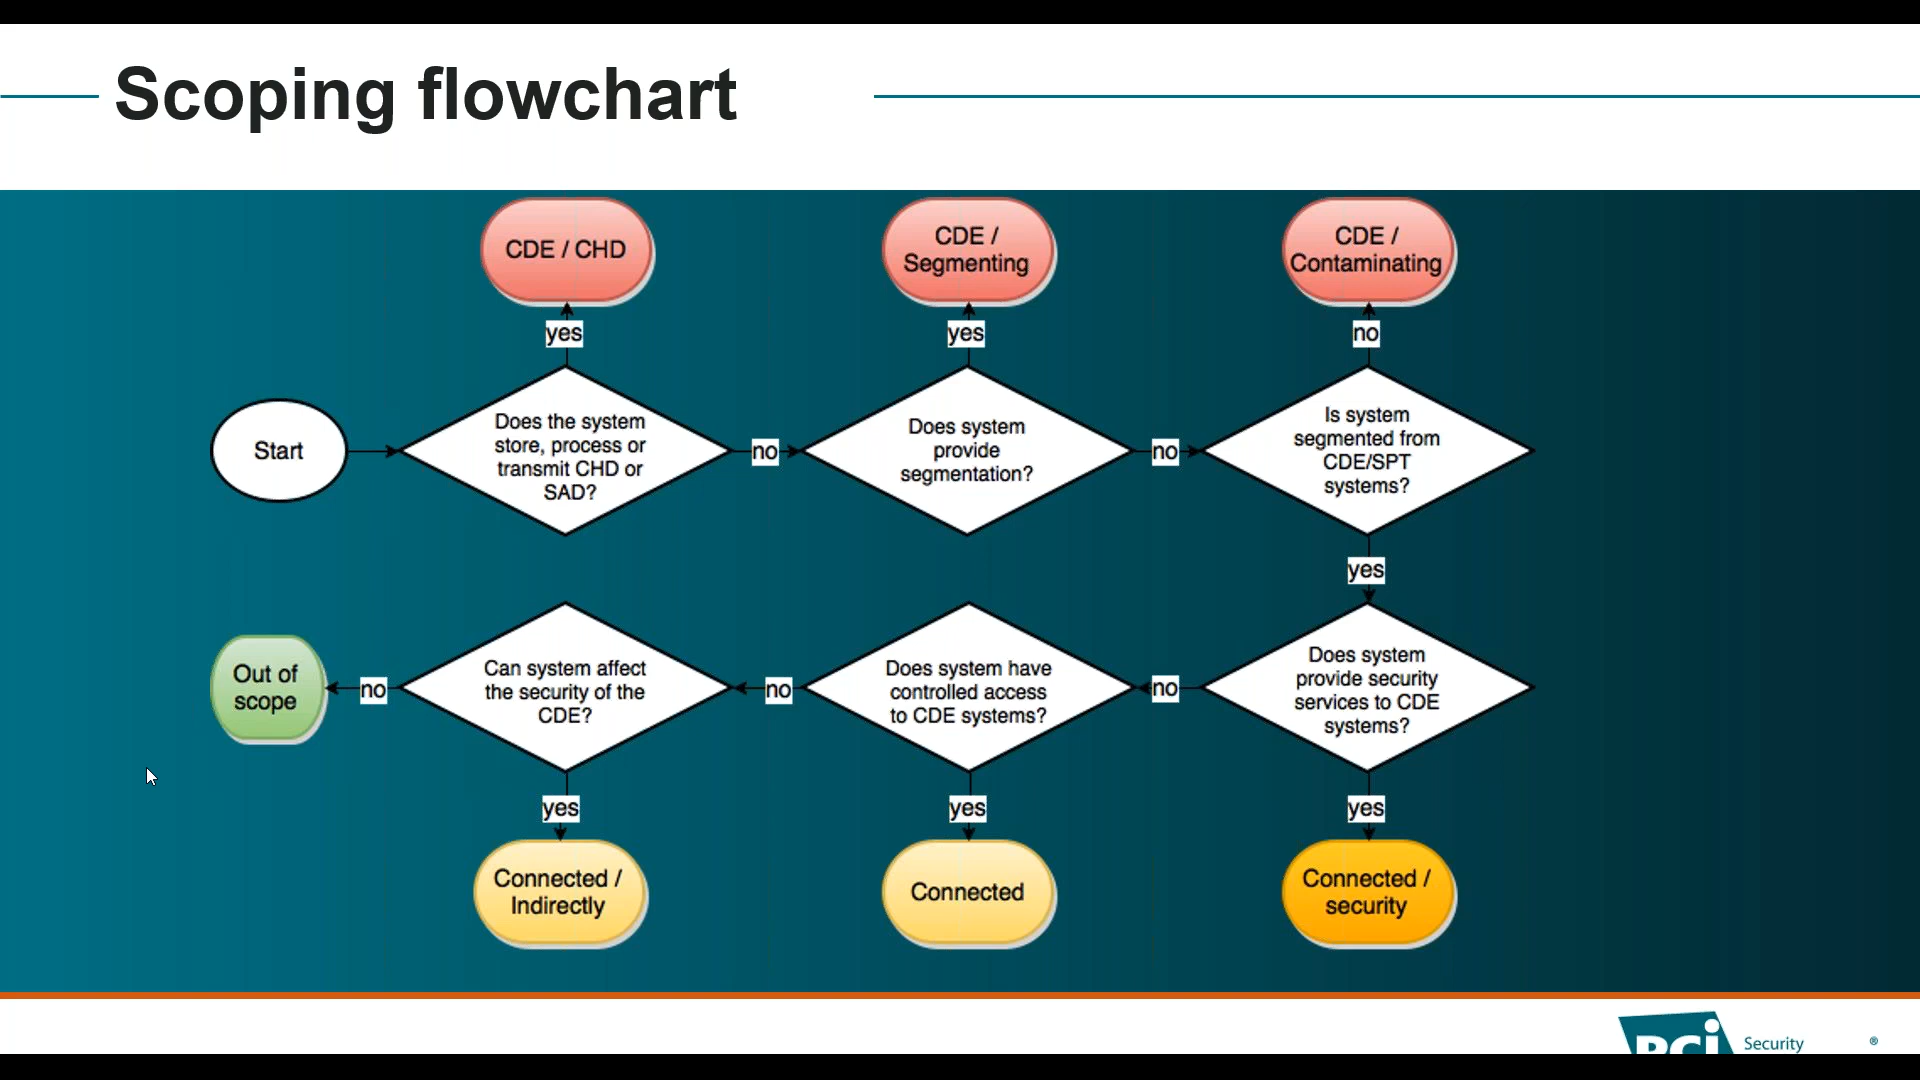 Scoping flowchart
CDE / CHD
CDE /
Segmenting
CDE /
Contaminating
yes
yes
no
Start
Does the system
store, process or
transmit CHD or
SAD?
no
Does system
provide
segmentation?
no
Is system
segmented from
CDE/SPT
systems?
yes
Out of
scope
no
Can system affect
the security of the
CDE?
no
Does system have
controlled access
to CDE systems?
no
Does system
provide security
services to CDE
systems?
yes
yes
yes
Connected /
Indirectly
Connected
Connected /
security
PCi
Security
®